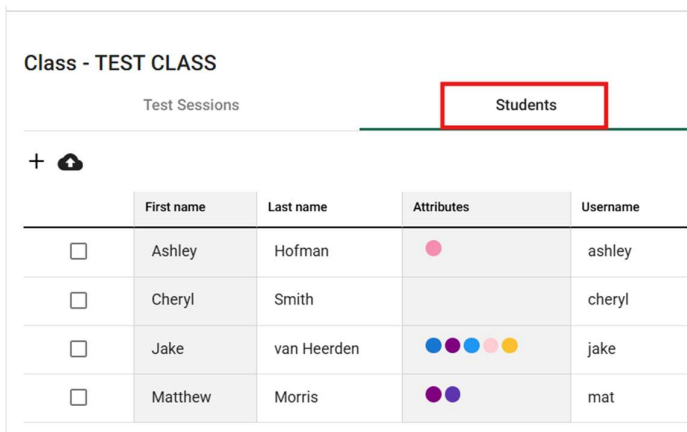 Class - TEST CLASS
Test Sessions Students
First name Last name Attributes Username
Ashley Hofman ashley
Cheryl Smith cheryl
Jake van Heerden jake
Matthew Morris mat